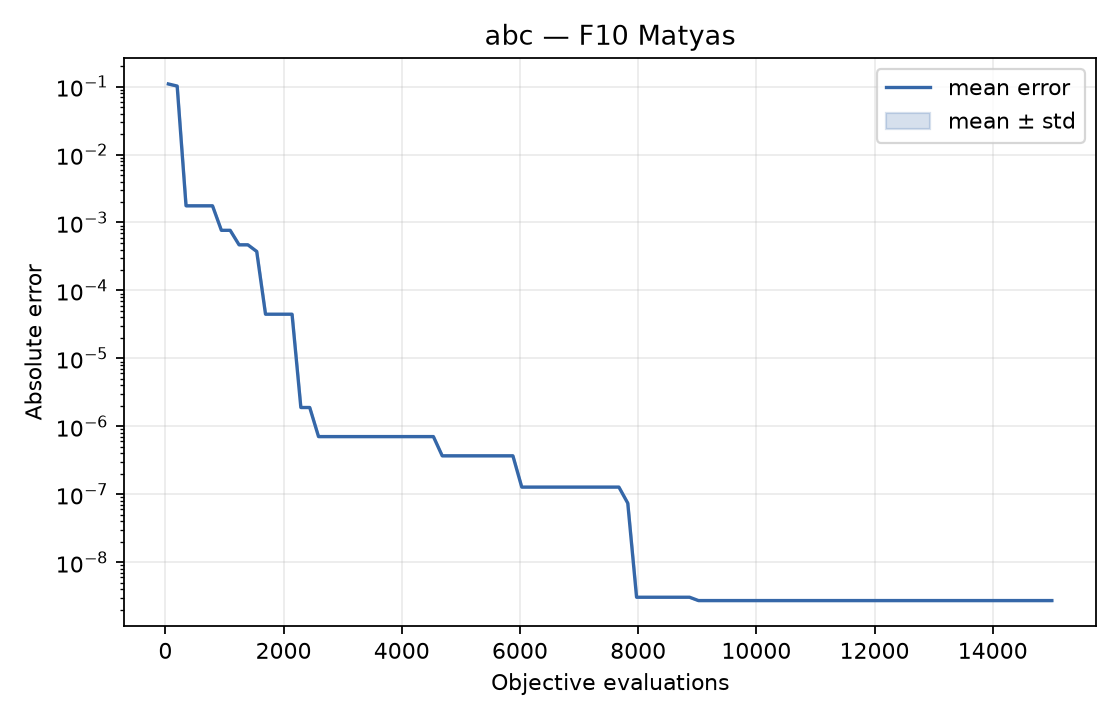 abc — F10 Matyas
mean error
mean ± std
Absolute error
10⁻¹
10⁻²
10⁻³
10⁻⁴
10⁻⁵
10⁻⁶
10⁻⁷
10⁻⁸
0 2000 4000 6000 8000 10000 12000 14000
Objective evaluations